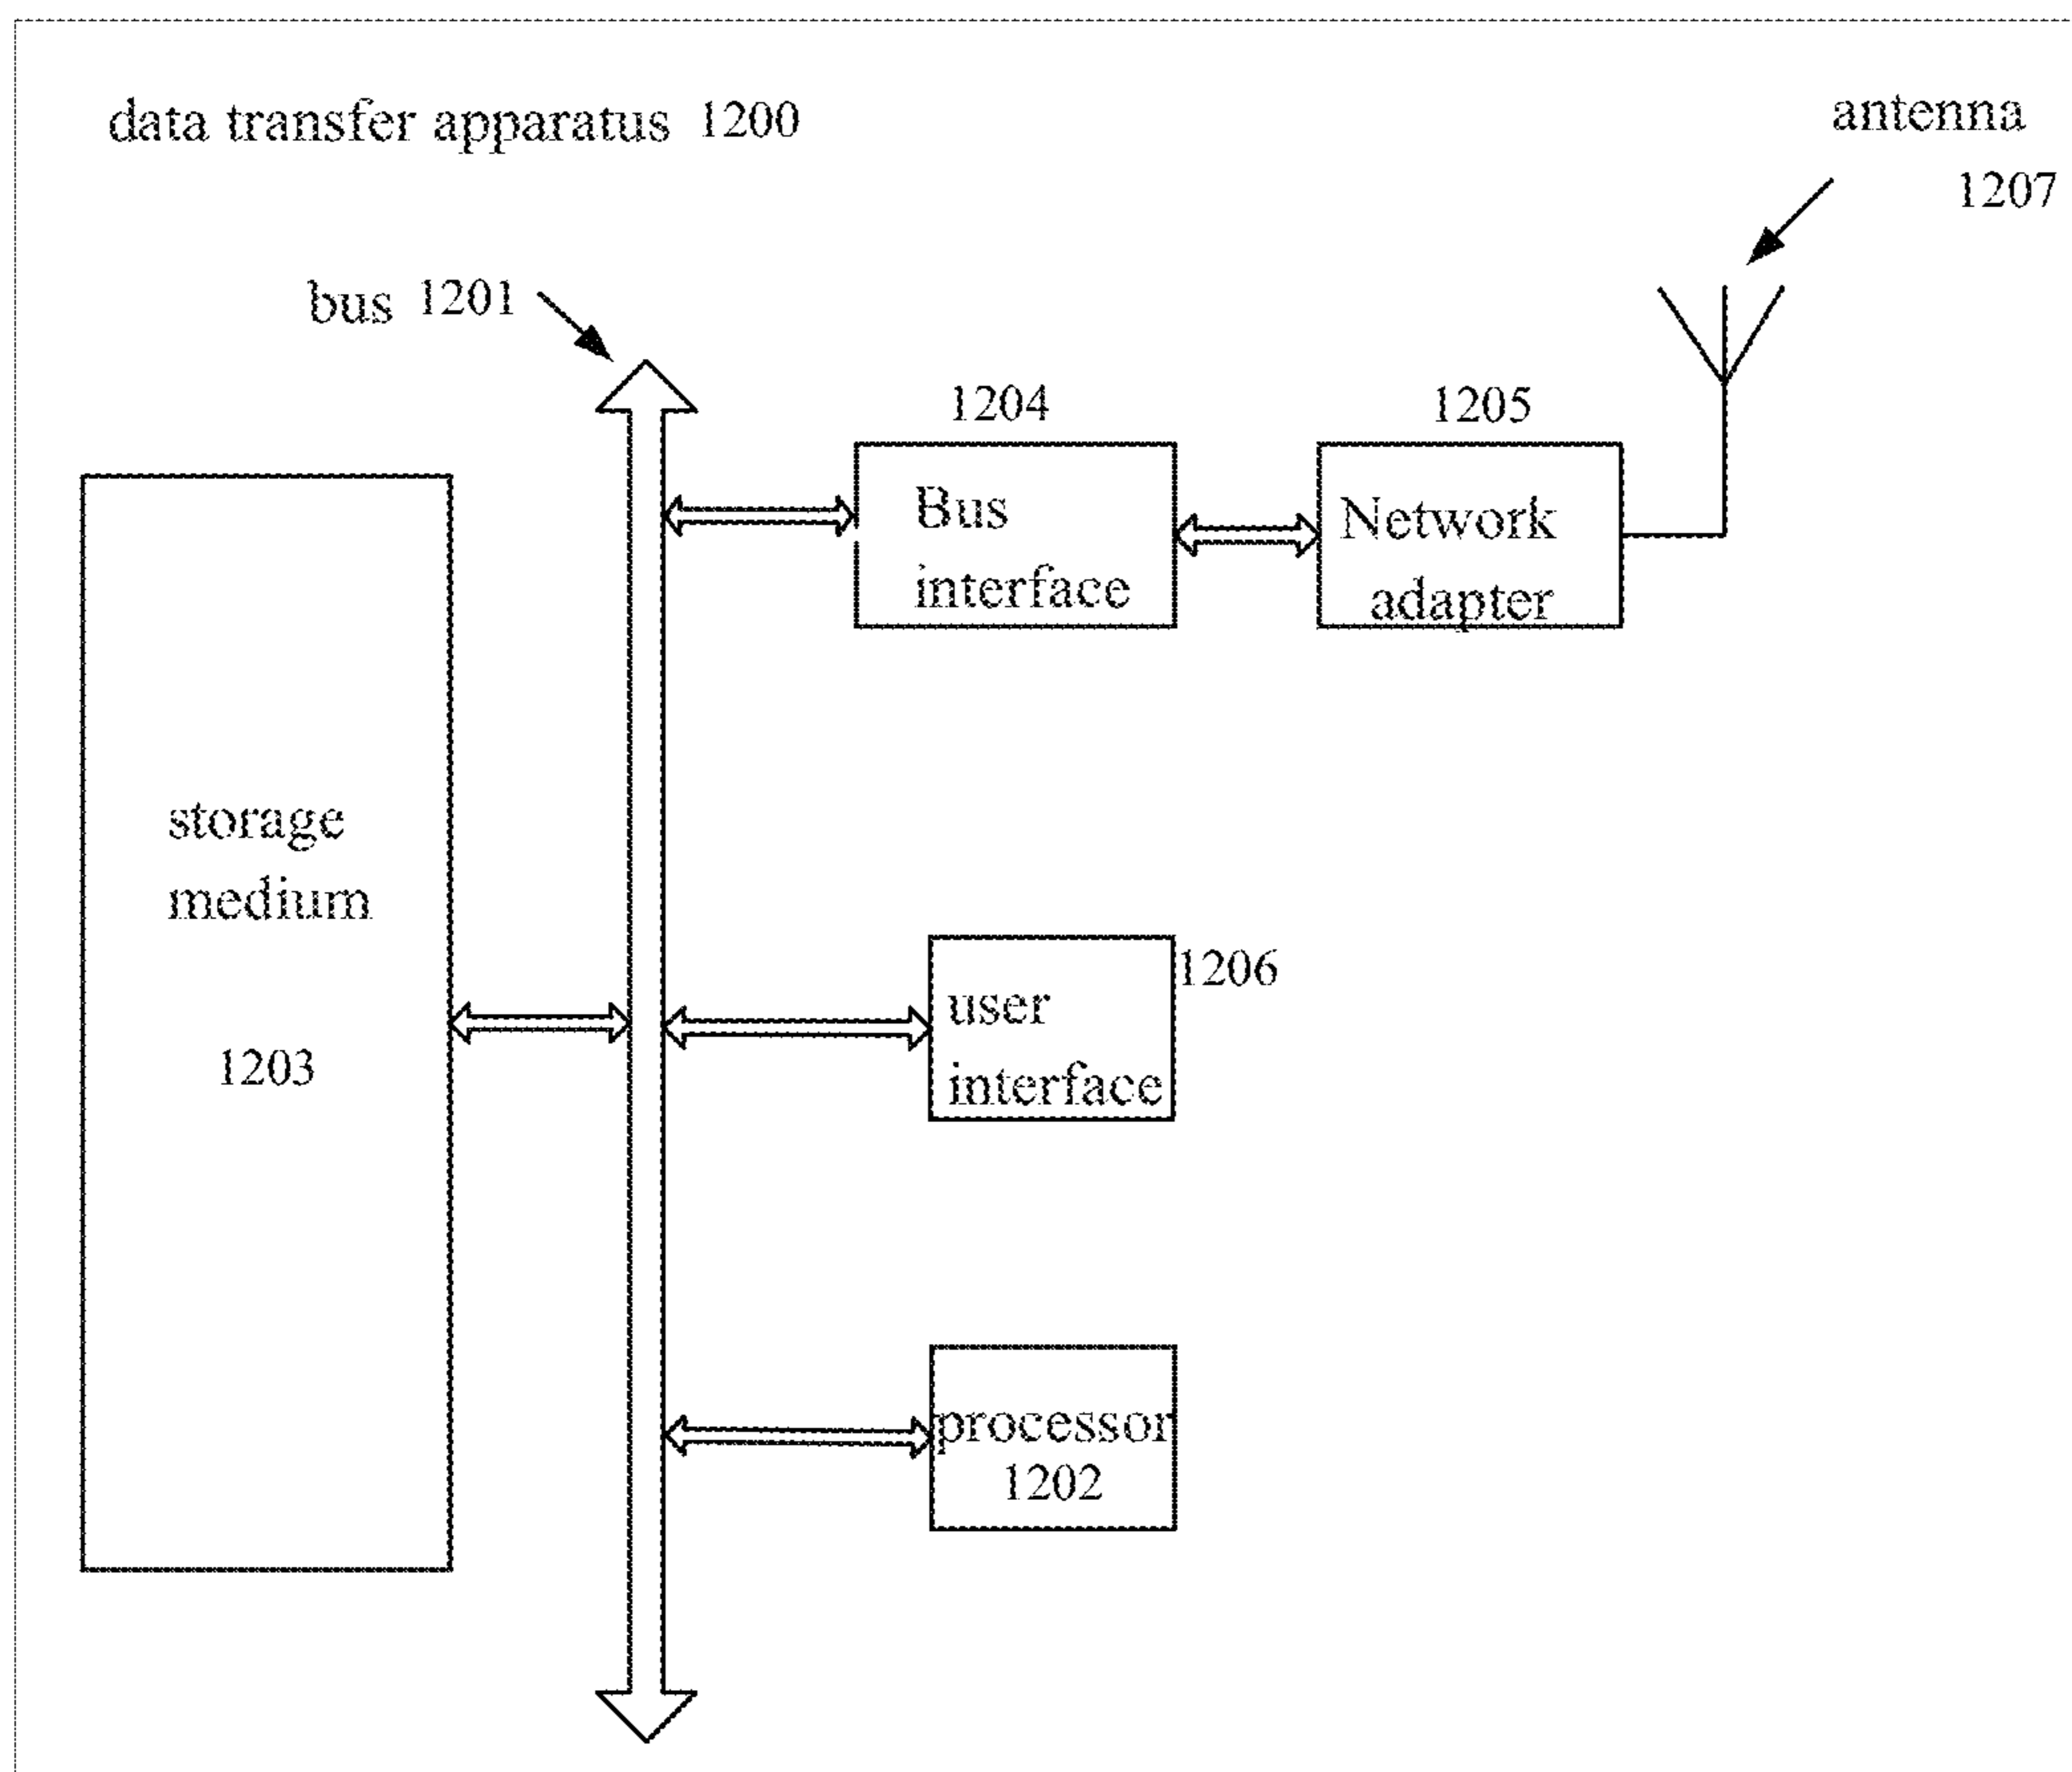 data transfer apparatus 1200
antenna
1207
bus 1201
1204
1205
Bus
interface
Network
adapter
storage
medium
1203
1206
user
interface
processor
1202